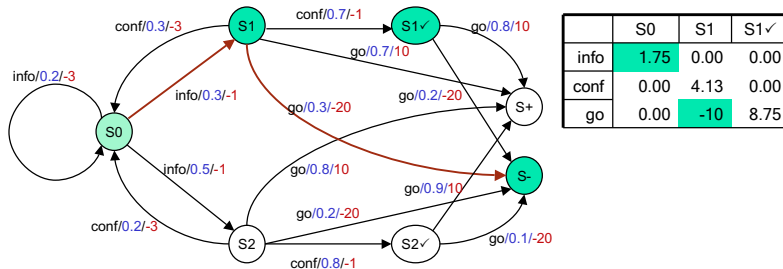 conf/0.3/-3
S1
conf/0.7/-1
S1✓
go/0.8/10
go/0.7/10
info/0.2/-3
info/0.3/-1
go/0.3/-20
go/0.2/-20
S+
S0
info/0.5/-1
go/0.8/10
S-
go/0.9/10
conf/0.2/-3
go/0.2/-20
S2
S2✓
go/0.1/-20
conf/0.8/-1
S0 S1 S1✓
info 1.75 0.00 0.00
conf 0.00 4.13 0.00
go 0.00 -10 8.75